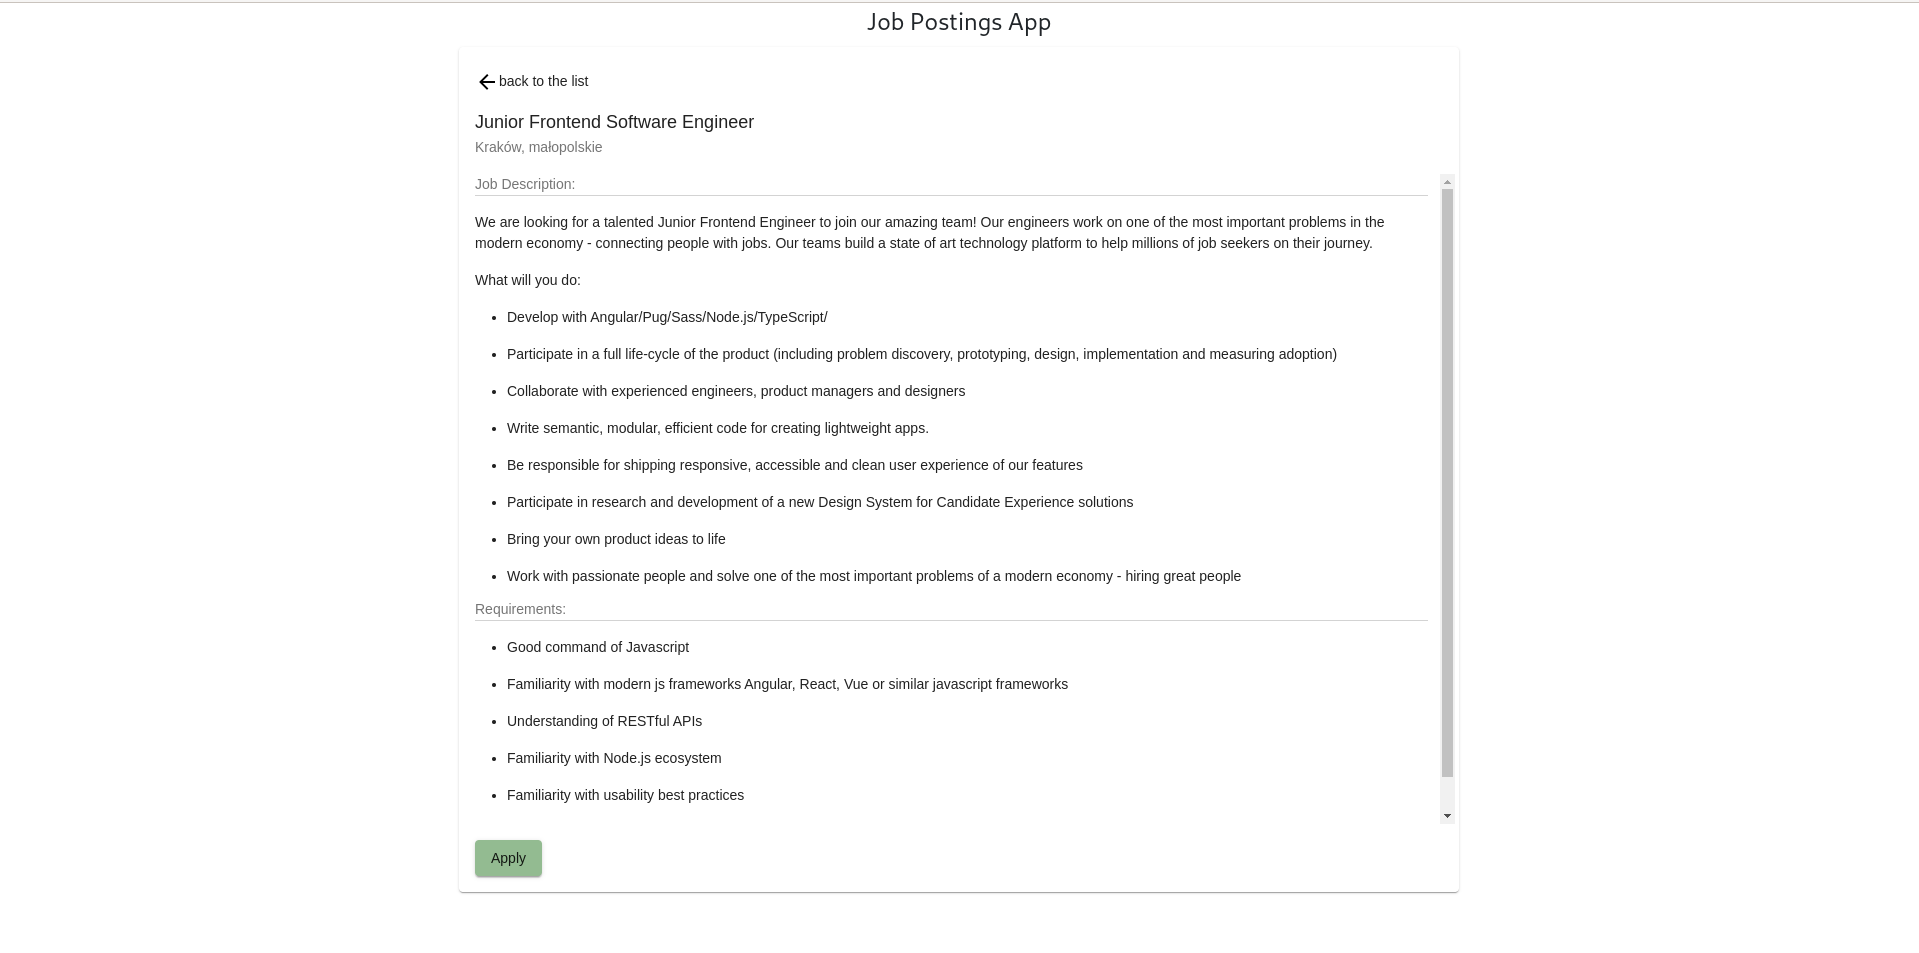 Job Postings App
back to the list
Junior Frontend Software Engineer
Kraków, małopolskie
Job Description:
We are looking for a talented Junior Frontend Engineer to join our amazing team! Our engineers work on one of the most important problems in the
modern economy - connecting people with jobs. Our teams build a state of art technology platform to help millions of job seekers on their journey.
What will you do:
• Develop with Angular/Pug/Sass/Node.js/TypeScript/
• Participate in a full life-cycle of the product (including problem discovery, prototyping, design, implementation and measuring adoption)
• Collaborate with experienced engineers, product managers and designers
• Write semantic, modular, efficient code for creating lightweight apps.
• Be responsible for shipping responsive, accessible and clean user experience of our features
• Participate in research and development of a new Design System for Candidate Experience solutions
• Bring your own product ideas to life
• Work with passionate people and solve one of the most important problems of a modern economy - hiring great people
Requirements:
• Good command of Javascript
• Familiarity with modern js frameworks Angular, React, Vue or similar javascript frameworks
• Understanding of RESTful APIs
• Familiarity with Node.js ecosystem
• Familiarity with usability best practices
Apply